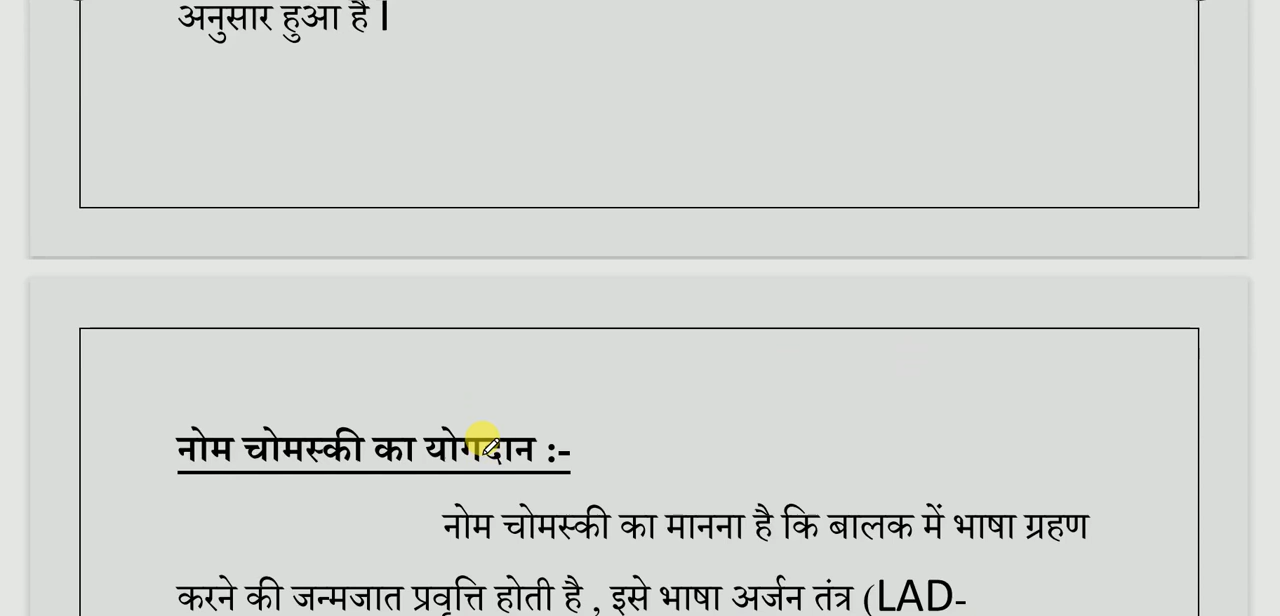 अनुसार हुआ है l
नोम चोमस्की का योगदान :-
नोम चोमस्की का मानना है कि बालक में भाषा ग्रहण
करने की जन्मजात प्रवृत्ति होती है , इसे भाषा अर्जन तंत्र (LAD-